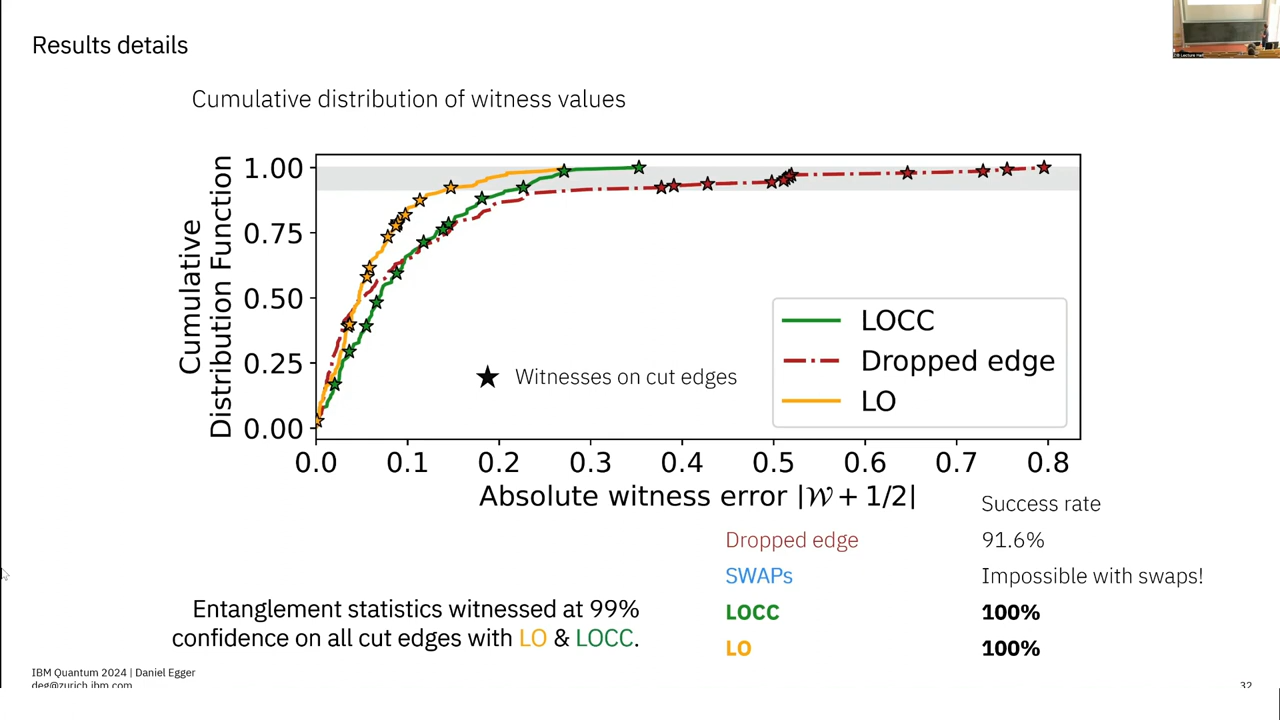 Results details
Cumulative distribution of witness values
Cumulative
Distribution Function
1.00
0.75
0.50
0.25
0.00
LOCC
Dropped edge
LO
Witnesses on cut edges
0.0 0.1 0.2 0.3 0.4 0.5 0.6 0.7 0.8
Absolute witness error |𝒲 + 1/2|
Success rate
Dropped edge 91.6%
SWAPs Impossible with swaps!
LOCC 100%
LO 100%
Entanglement statistics witnessed at 99%
confidence on all cut edges with LO & LOCC.
IBM Quantum 2024 | Daniel Egger
deg@zurich.ibm.com
32